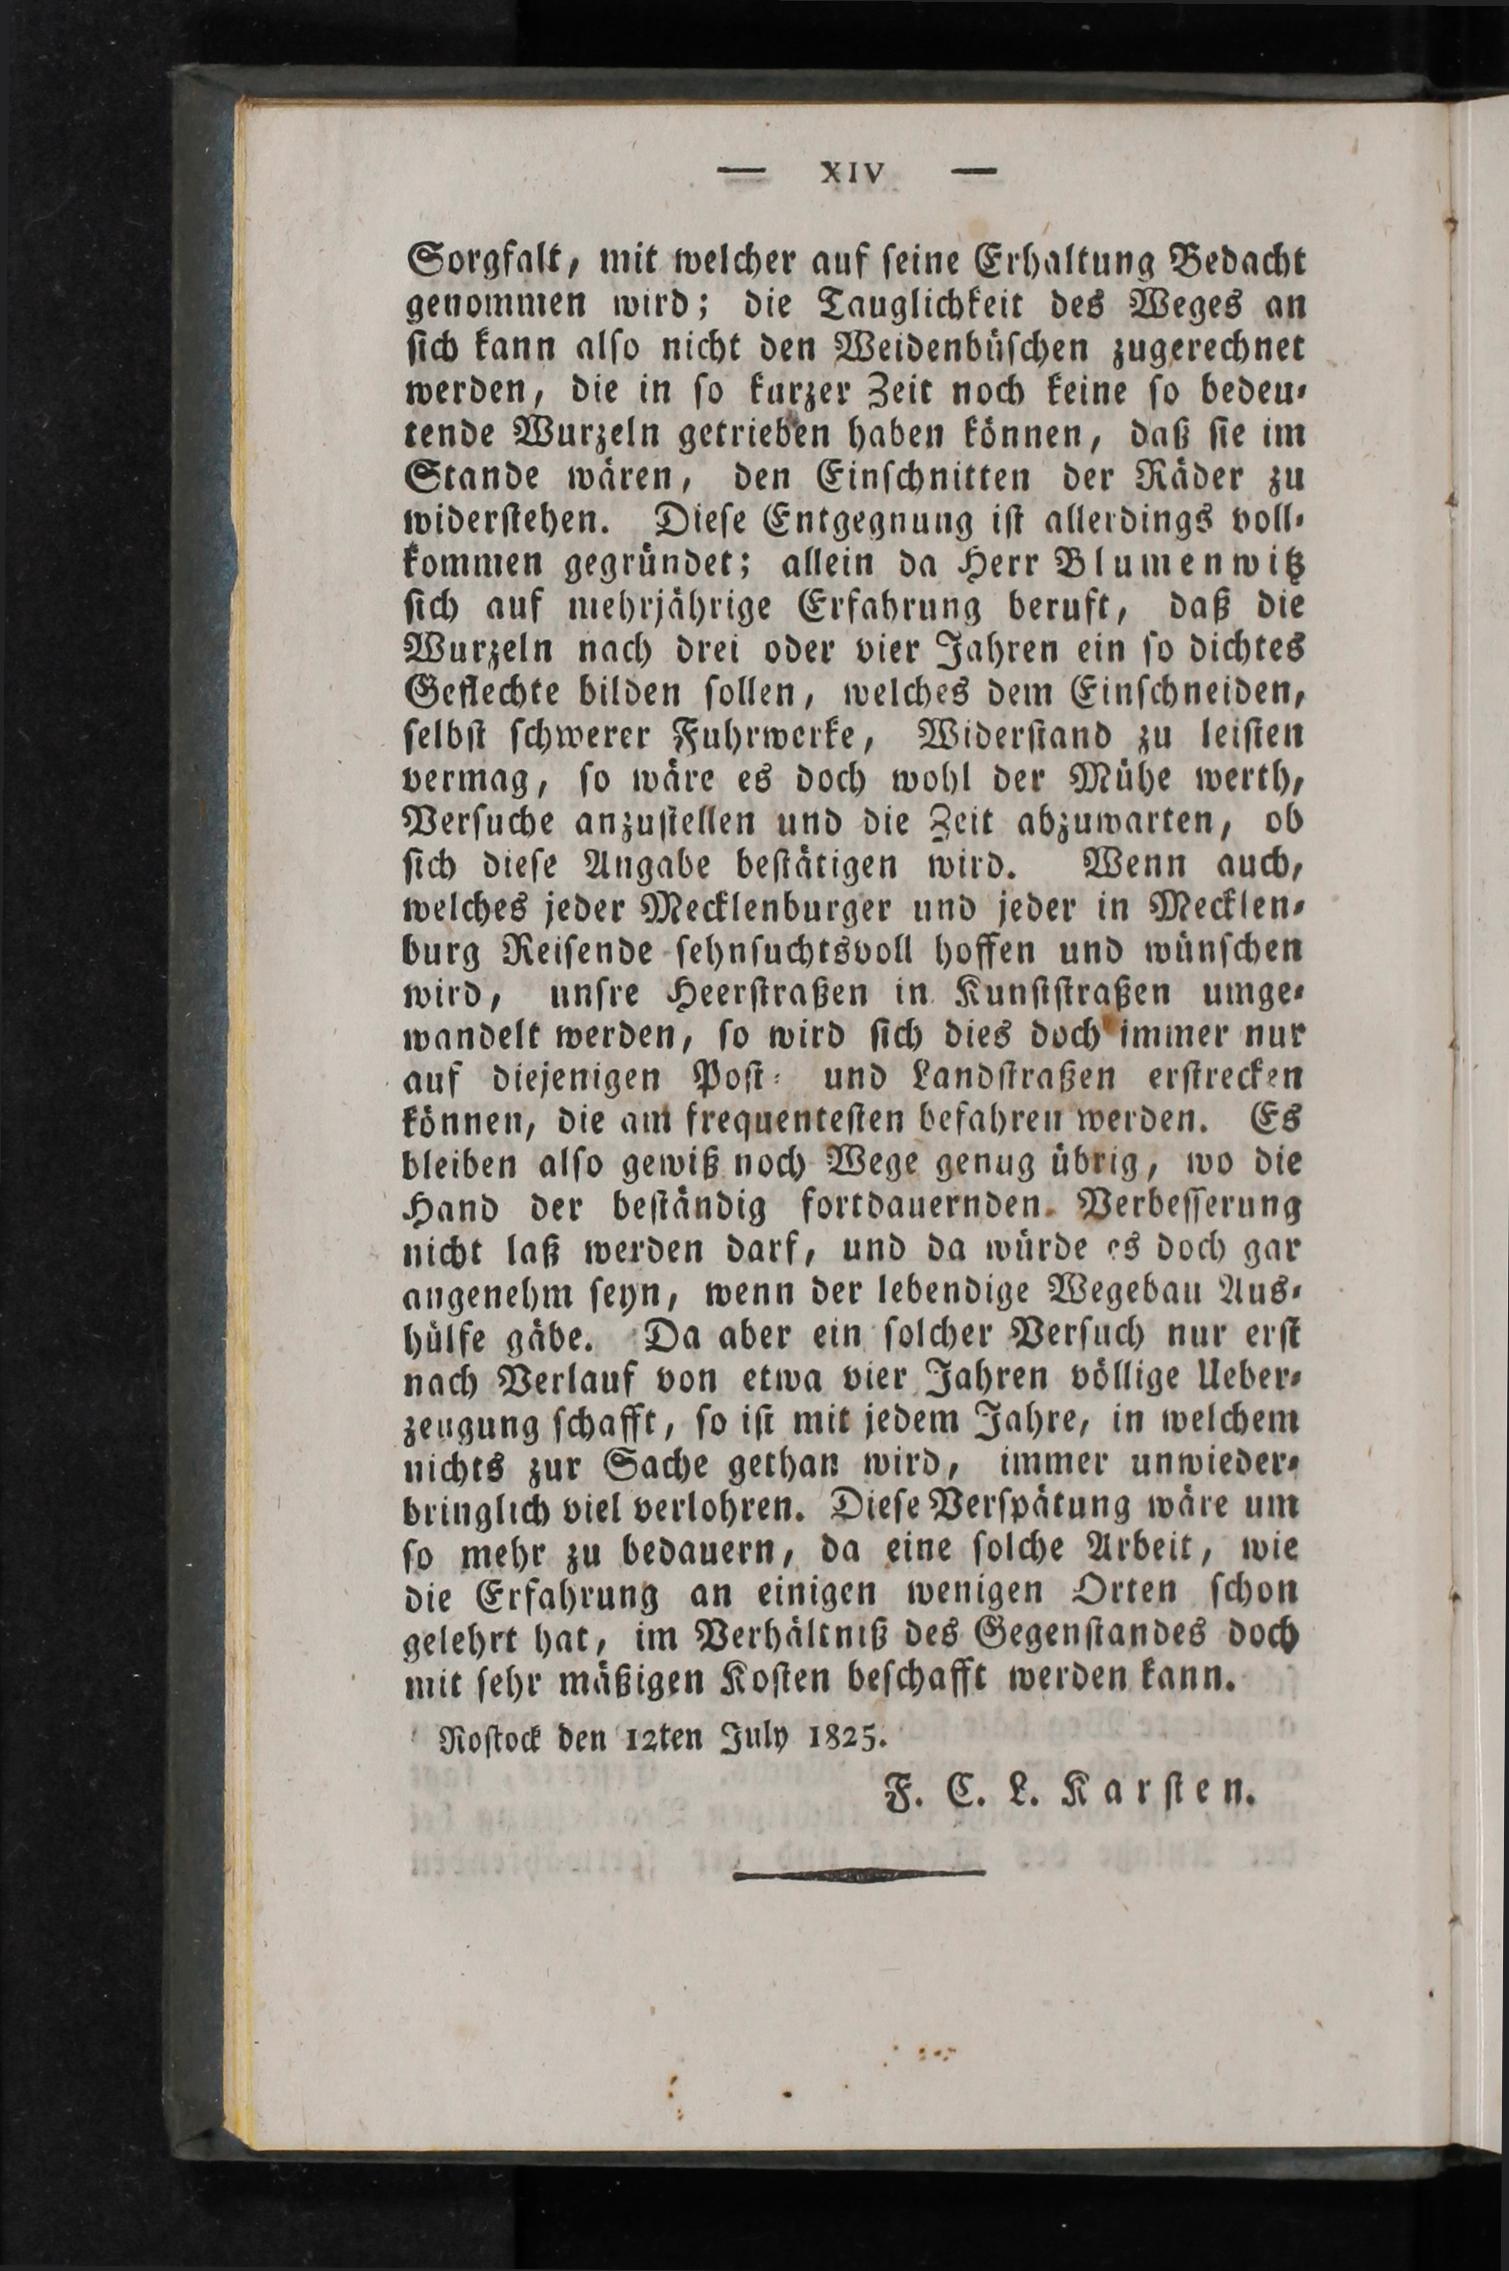 — XIV —
Sorgfalt, mit welcher auf seine Erhaltung Bedacht
genommen wird; die Tauglichkeit des Weges an
sich kann also nicht den Weidenbüschen zugerechnet
werden, die in so kurzer Zeit noch keine so bedeu-
tende Wurzeln getrieben haben können, daß sie im
Stande wären, den Einschnitten der Räder zu
widerstehen. Diese Entgegnung ist allerdings voll-
kommen gegründet; allein da Herr Blumenwitz
sich auf mehrjährige Erfahrung beruft, daß die
Wurzeln nach drei oder vier Jahren ein so dichtes
Geflechte bilden sollen, welches dem Einschneiden,
selbst schwerer Fuhrwerke, Widerstand zu leisten
vermag, so wäre es doch wohl der Mühe werth,
Versuche anzustellen und die Zeit abzuwarten, ob
sich diese Angabe bestätigen wird. Wenn auch,
welches jeder Mecklenburger und jeder in Mecklen-
burg Reisende sehnsuchtsvoll hoffen und wünschen
wird, unsre Heerstraßen in Kunststraßen umge-
wandelt werden, so wird sich dies doch immer nur
auf diejenigen Post- und Landstraßen erstrecken
können, die am frequentesten befahren werden. Es
bleiben also gewiß noch Wege genug übrig, wo die
Hand der beständig fortdauernden Verbesserung
nicht laß werden darf, und da würde es doch gar
angenehm seyn, wenn der lebendige Wegebau Aus-
hülfe gäbe. Da aber ein solcher Versuch nur erst
nach Verlauf von etwa vier Jahren völlige Ueber-
zeugung schafft, so ist mit jedem Jahre, in welchem
nichts zur Sache gethan wird, immer unwieder-
bringlich viel verlohren. Diese Verspätung wäre um
so mehr zu bedauern, da eine solche Arbeit, wie
die Erfahrung an einigen wenigen Orten schon
gelehrt hat, im Verhältniß des Gegenstandes doch
mit sehr mäßigen Kosten beschafft werden kann.
Rostock den 12ten July 1825.
F. C. L. Karsten.